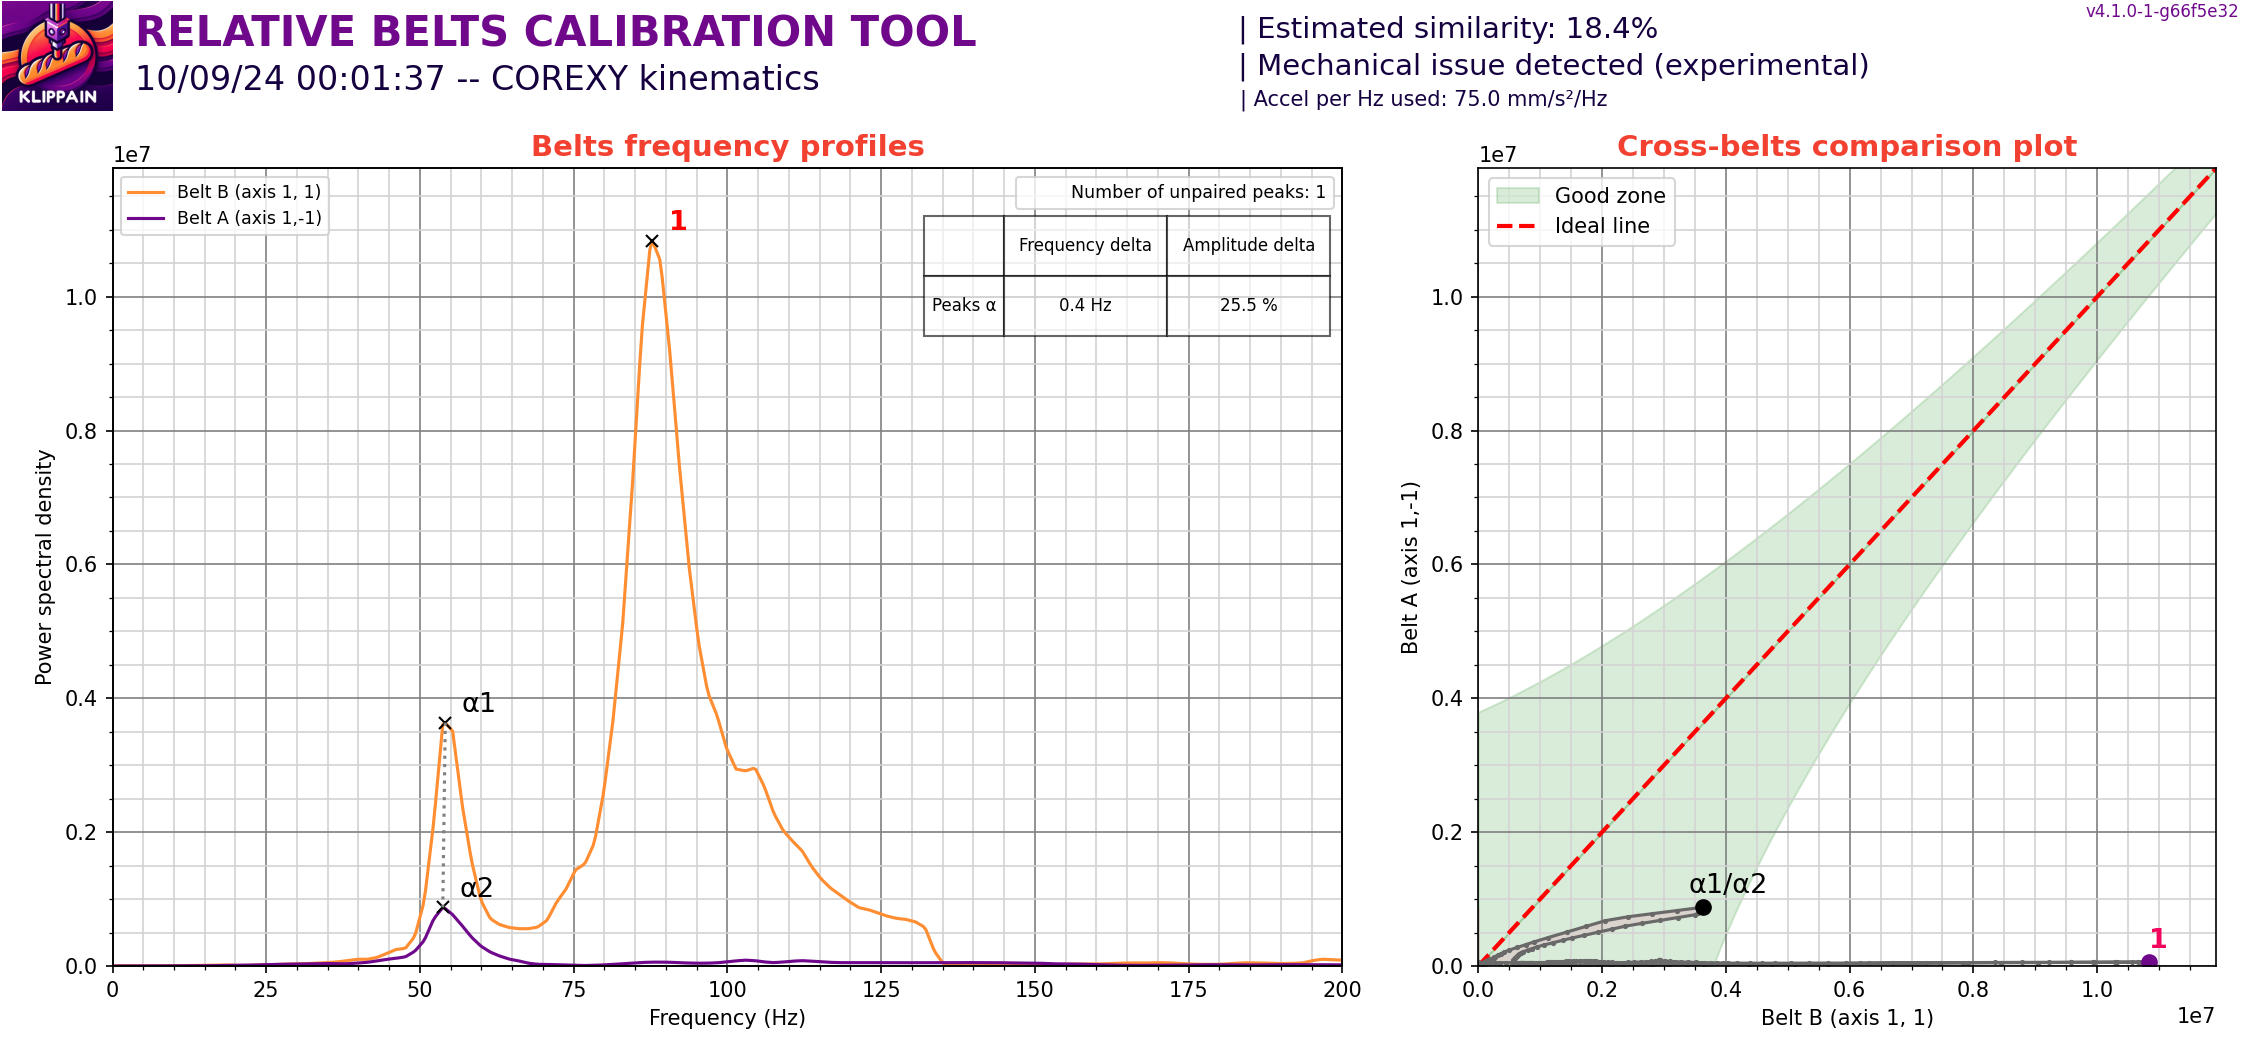 KLIPPAIN
RELATIVE BELTS CALIBRATION TOOL
10/09/24 00:01:37 -- COREXY kinematics
| Estimated similarity: 18.4%
| Mechanical issue detected (experimental)
| Accel per Hz used: 75.0 mm/s²/Hz
v4.1.0-1-g66f5e32
Belts frequency profiles
1e7
Belt B (axis 1, 1)
Belt A (axis 1,-1)
Number of unpaired peaks: 1
Frequency delta Amplitude delta
Peaks α 0.4 Hz 25.5 %
1
α1
α2
Power spectral density
1.0
0.8
0.6
0.4
0.2
0.0
0 25 50 75 100 125 150 175 200
Frequency (Hz)
Cross-belts comparison plot
1e7
Good zone
Ideal line
Belt A (axis 1,-1)
1.0
0.8
0.6
0.4
0.2
0.0
α1/α2
1
0.0 0.2 0.4 0.6 0.8 1.0
1e7
Belt B (axis 1, 1)